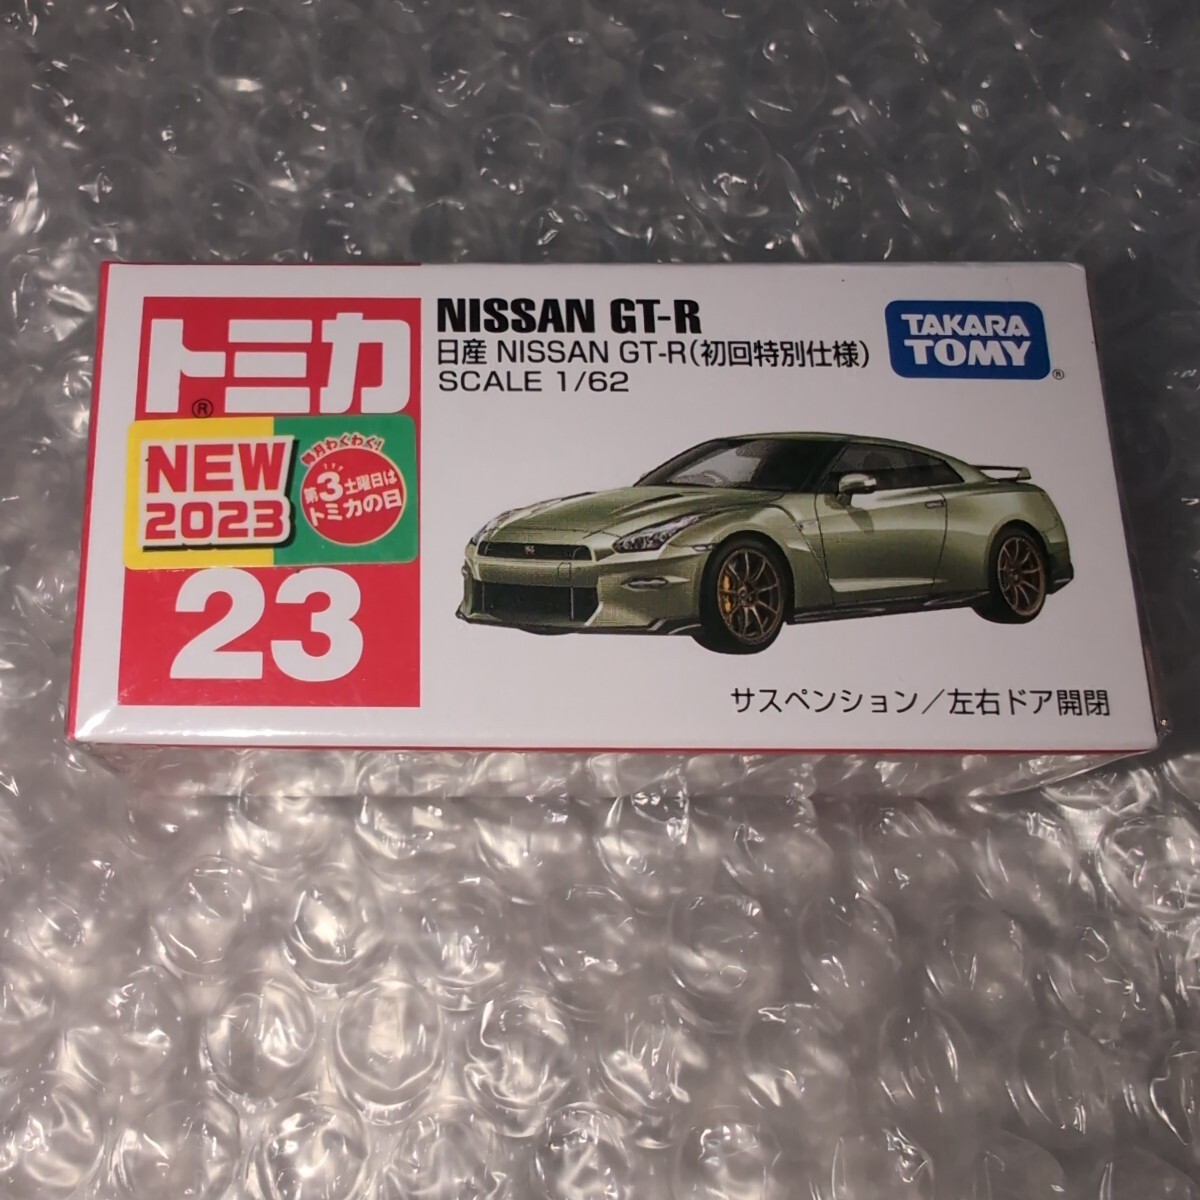 トミカ
®
NEW
2023
毎月わくわく!
第3土曜日は
トミカの日
23
NISSAN GT-R
日産 NISSAN GT-R(初回特別仕様)
SCALE 1/62
TAKARA
TOMY
®
サスペンション/左右ドア開閉